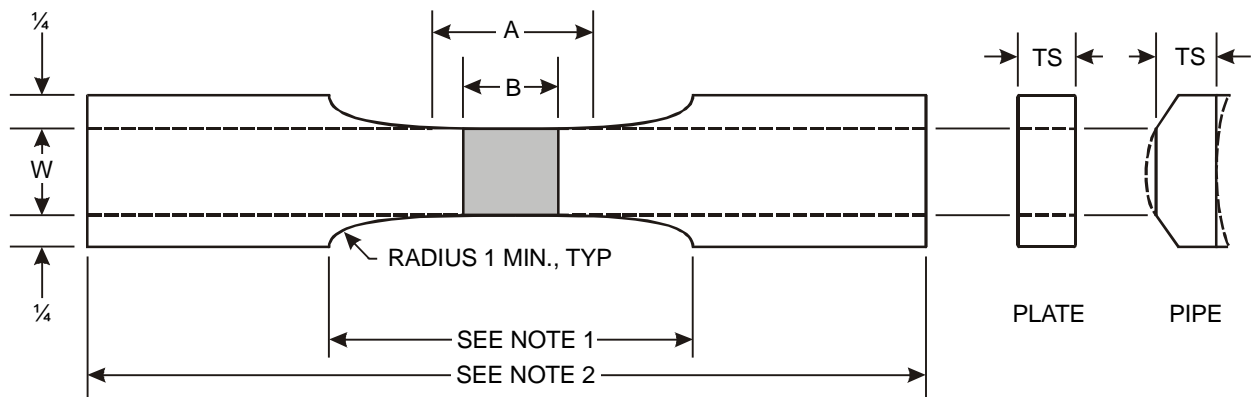 ¼
A
TS
TS
B
W
RADIUS 1 MIN., TYP
¼
PLATE
PIPE
SEE NOTE 1
SEE NOTE 2